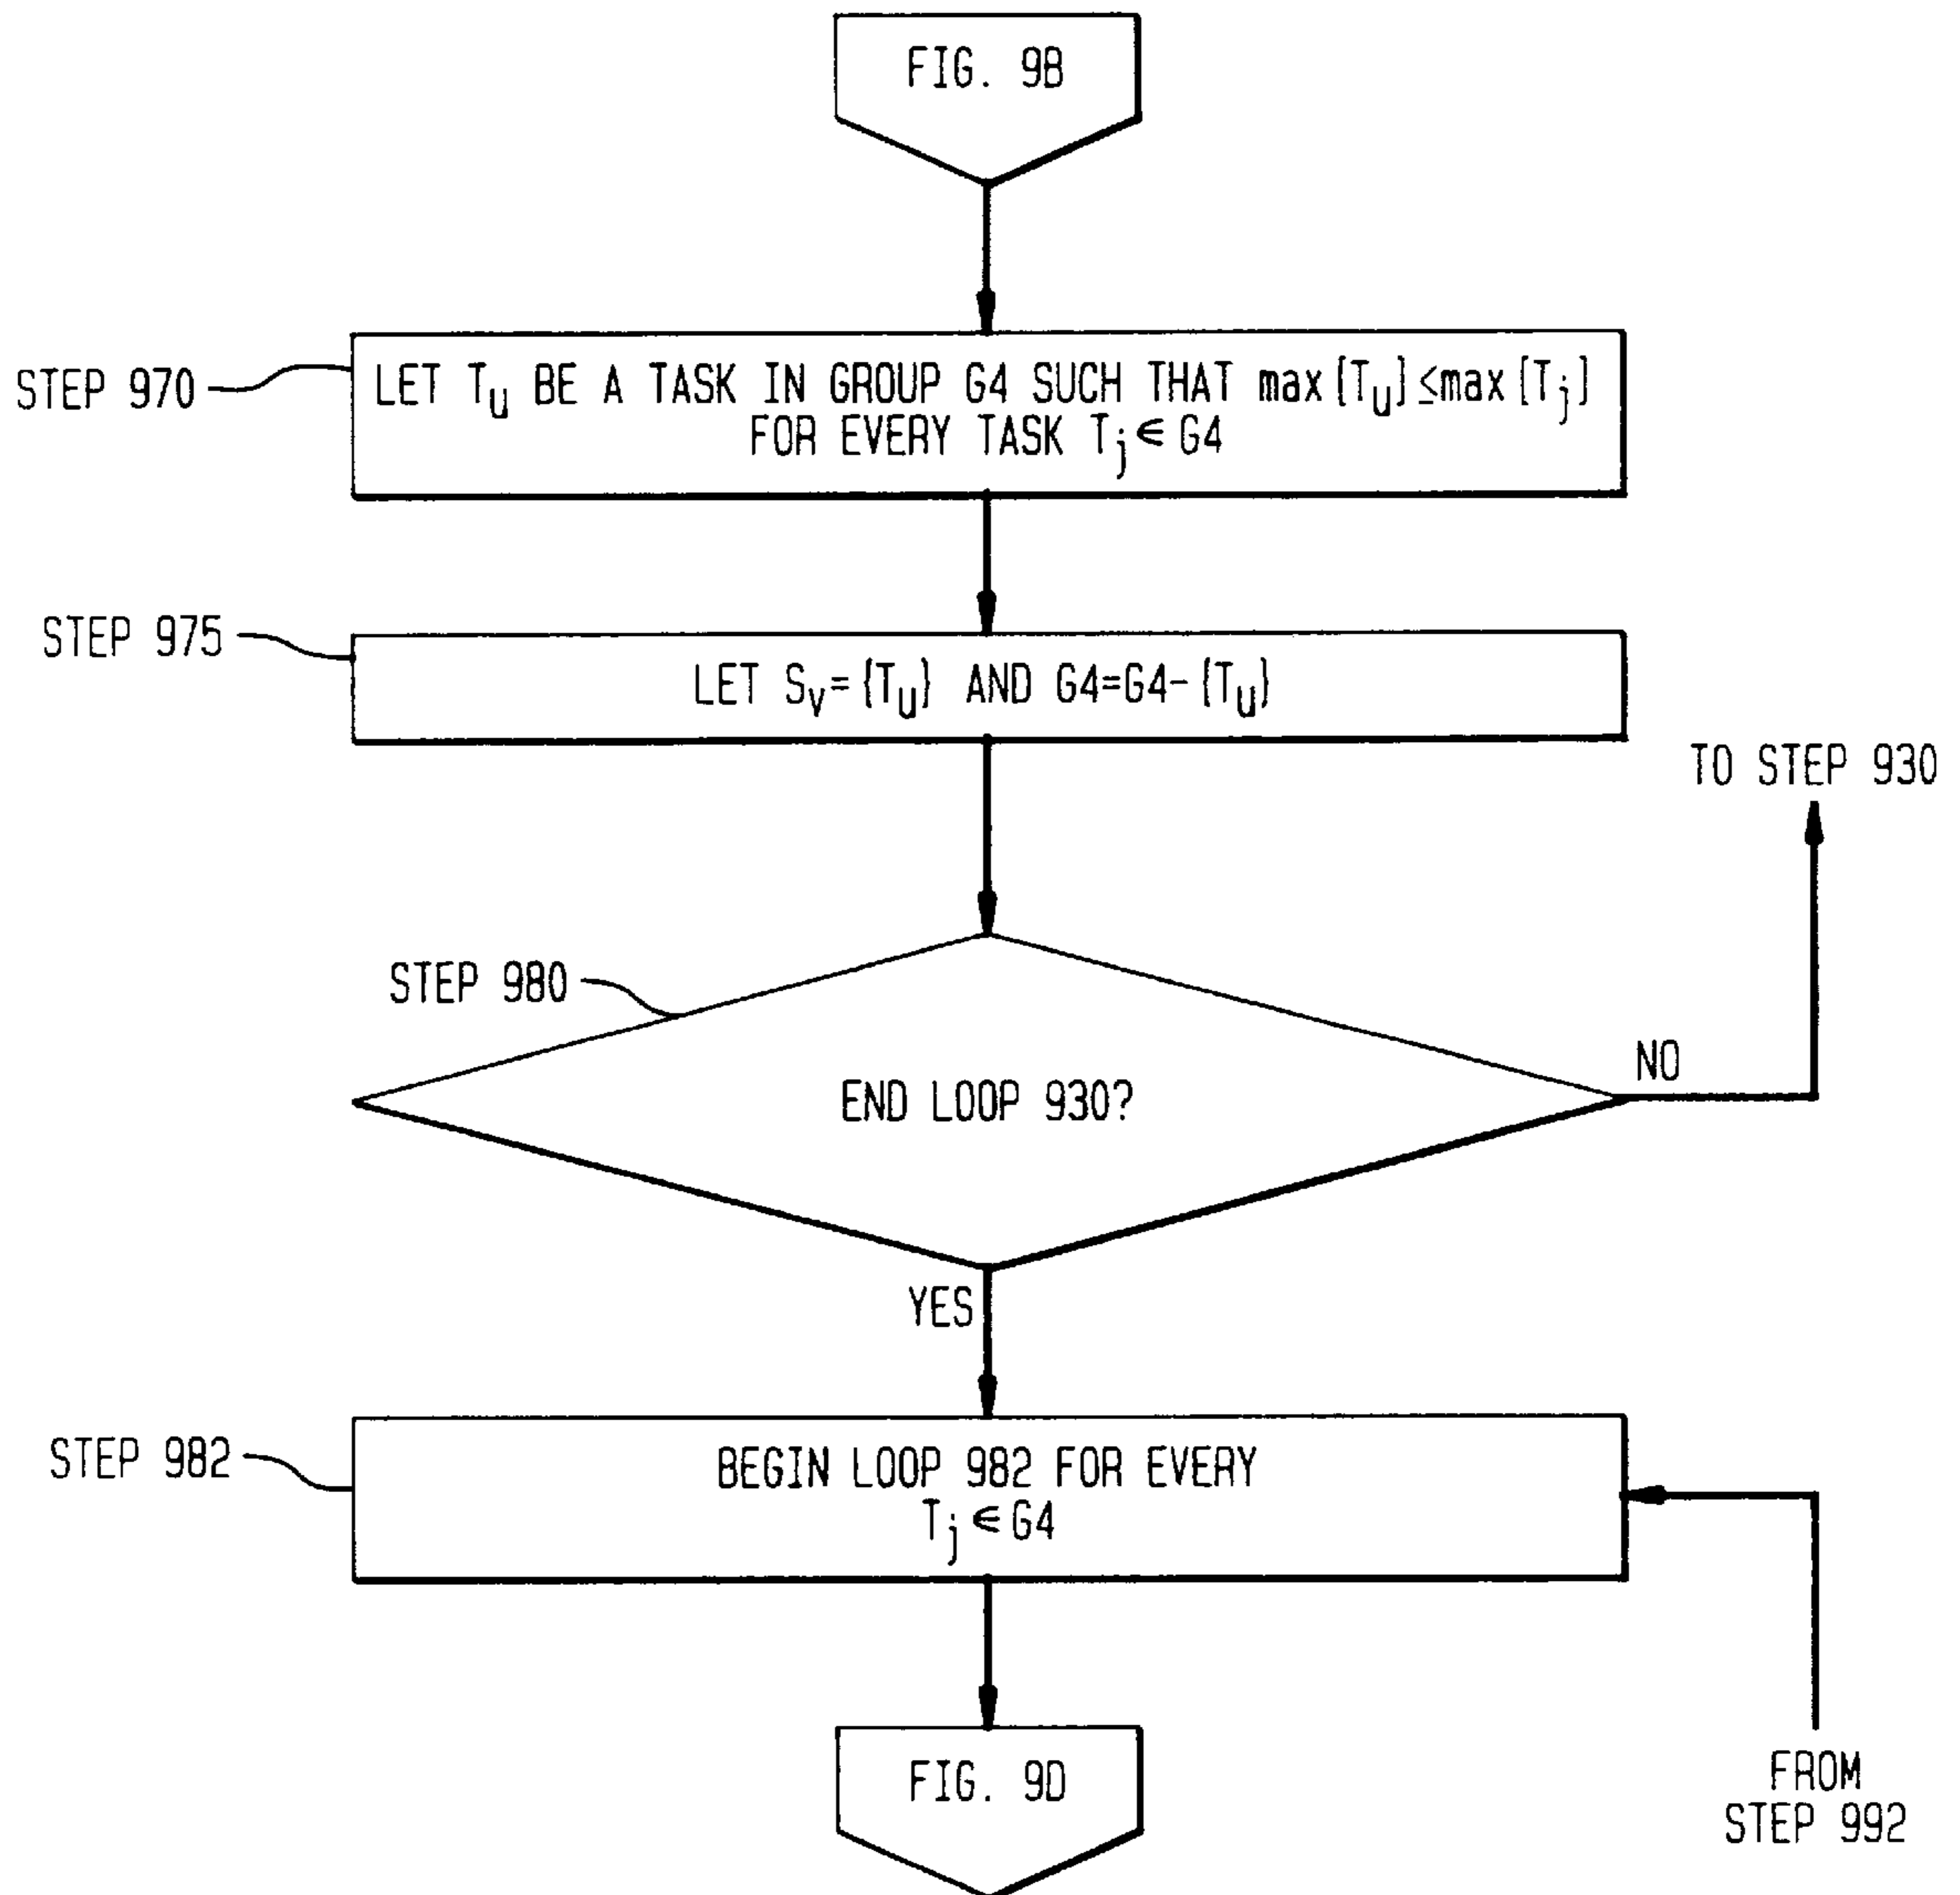 FIG. 9B
STEP 970
LET Tu BE A TASK IN GROUP G4 SUCH THAT max(Tu)≤max(Tj)
FOR EVERY TASK Tj∈G4
STEP 975
LET Sv={Tu} AND G4=G4-{Tu}
TO STEP 930
STEP 980
END LOOP 930?
NO
YES
STEP 982
BEGIN LOOP 982 FOR EVERY
Tj∈G4
FIG. 9D
FROM
STEP 992